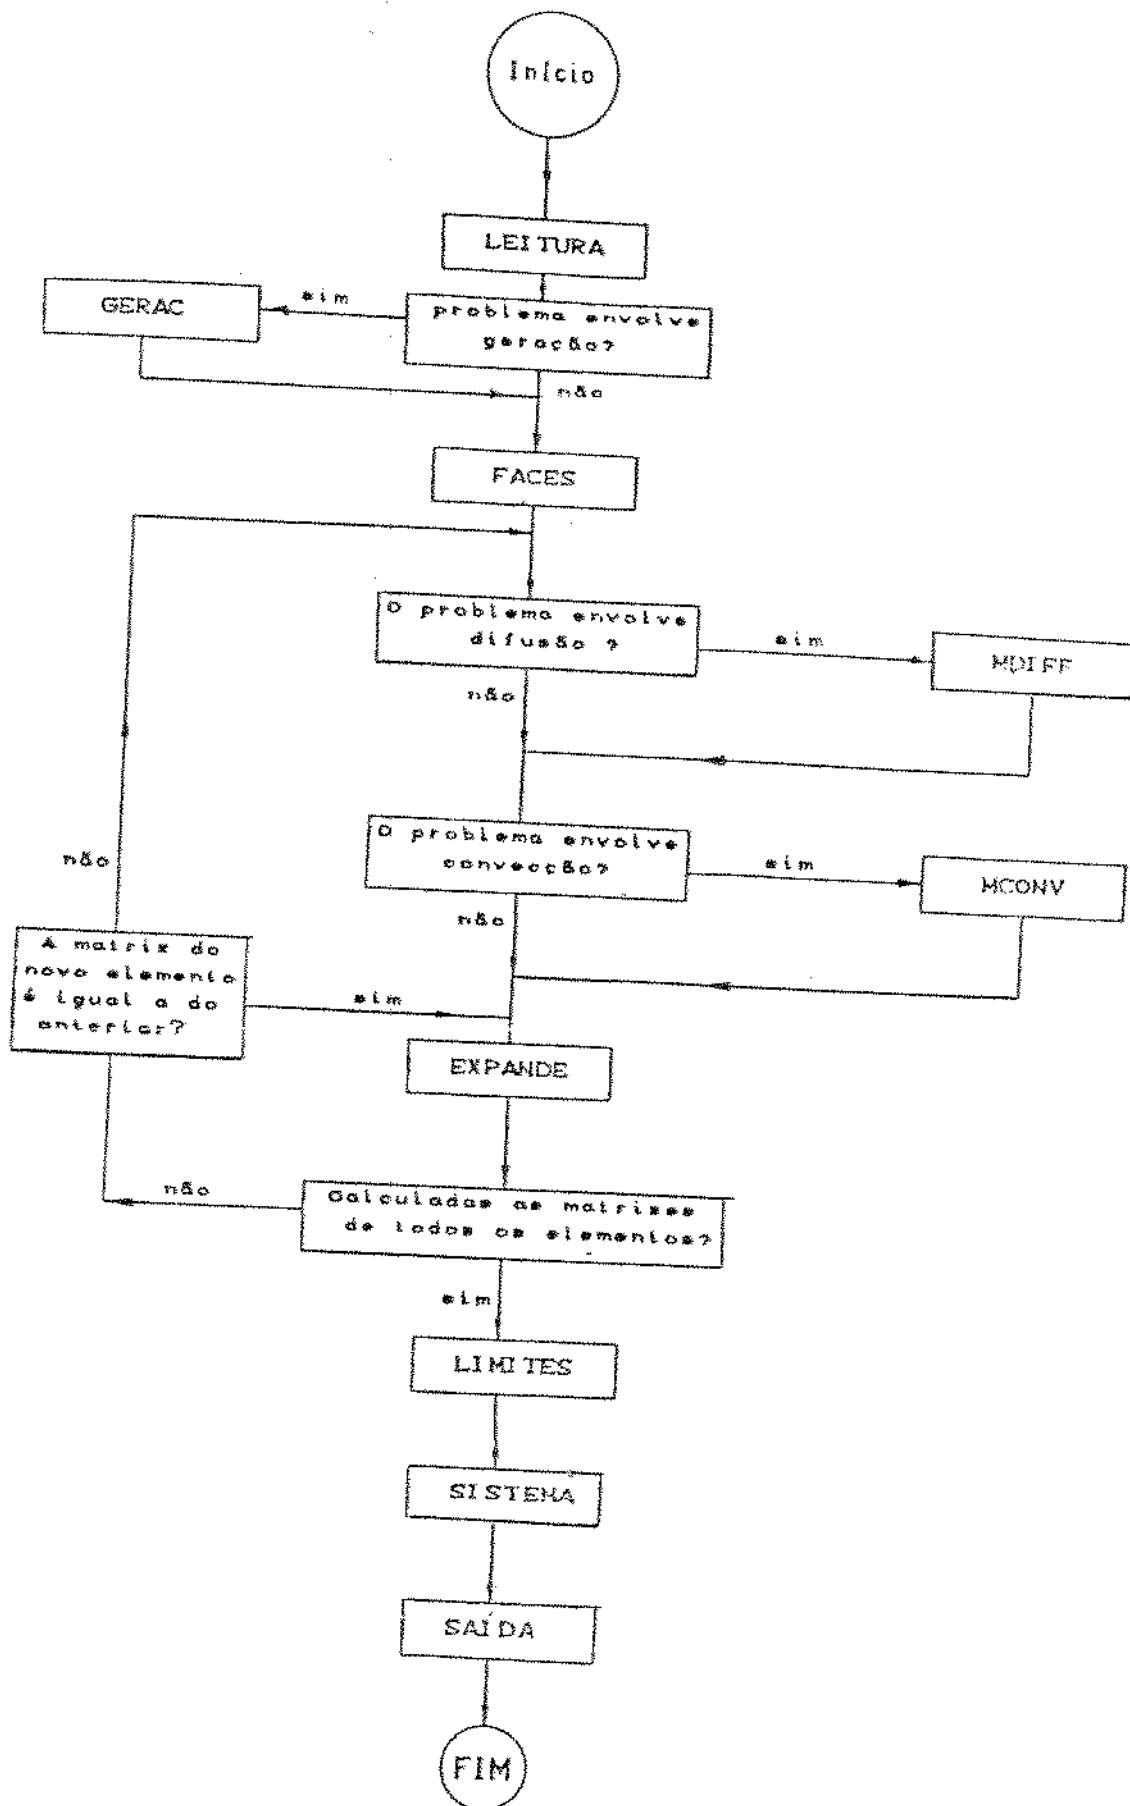 Início
LEITURA
GERAC
sim
problema envolve
geração?
não
FACES
O problema envolve
difusão ?
sim
MDIFF
não
O problema envolve
convecção?
sim
MCONV
não
não
A matrix do
novo elemento
é igual a do
anterior?
sim
EXPANDE
não
Calculadas as matrixes
de todos os elementos?
sim
LIMITES
SISTEMA
SAÍDA
FIM